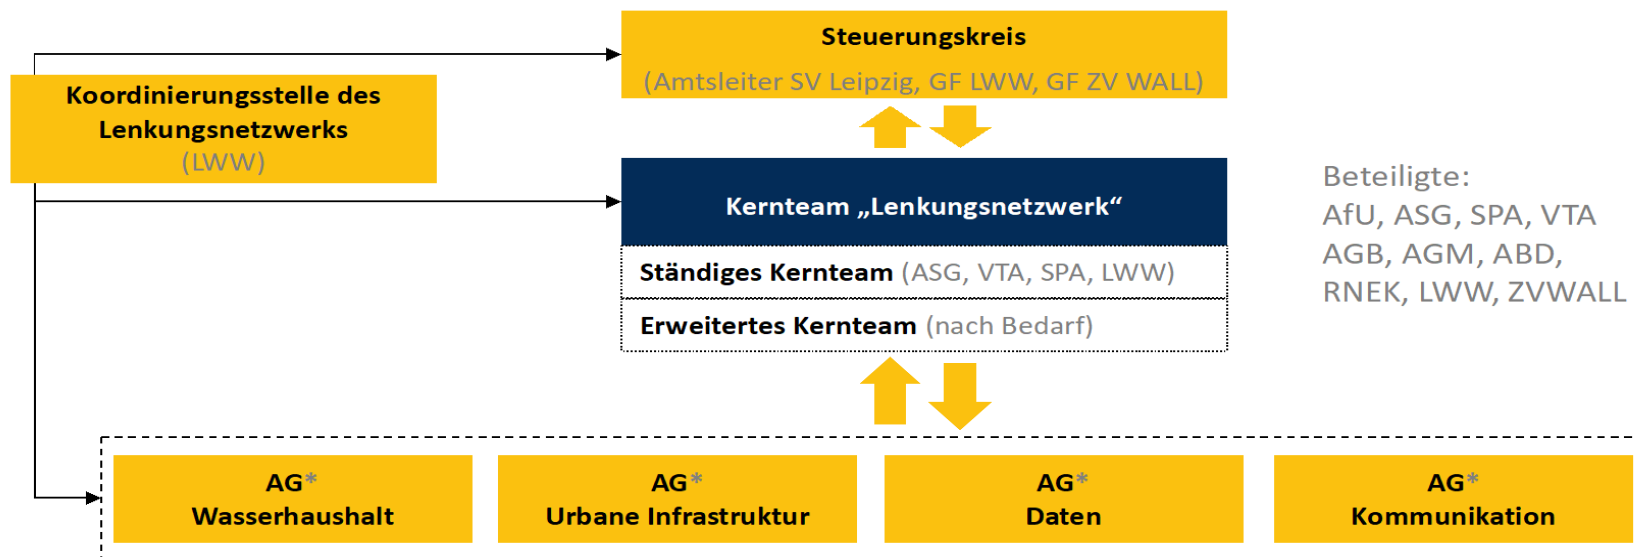 Steuerungskreis
(Amtsleiter SV Leipzig, GF LWW, GF ZV WALL)
Koordinierungsstelle des
Lenkungsnetzwerks
(LWW)
Kernteam „Lenkungsnetzwerk“
Ständiges Kernteam (ASG, VTA, SPA, LWW)
Erweitertes Kernteam (nach Bedarf)
Beteiligte:
AfU, ASG, SPA, VTA
AGB, AGM, ABD,
RNEK, LWW, ZVWALL
AG*
Wasserhaushalt
AG*
Urbane Infrastruktur
AG*
Daten
AG*
Kommunikation